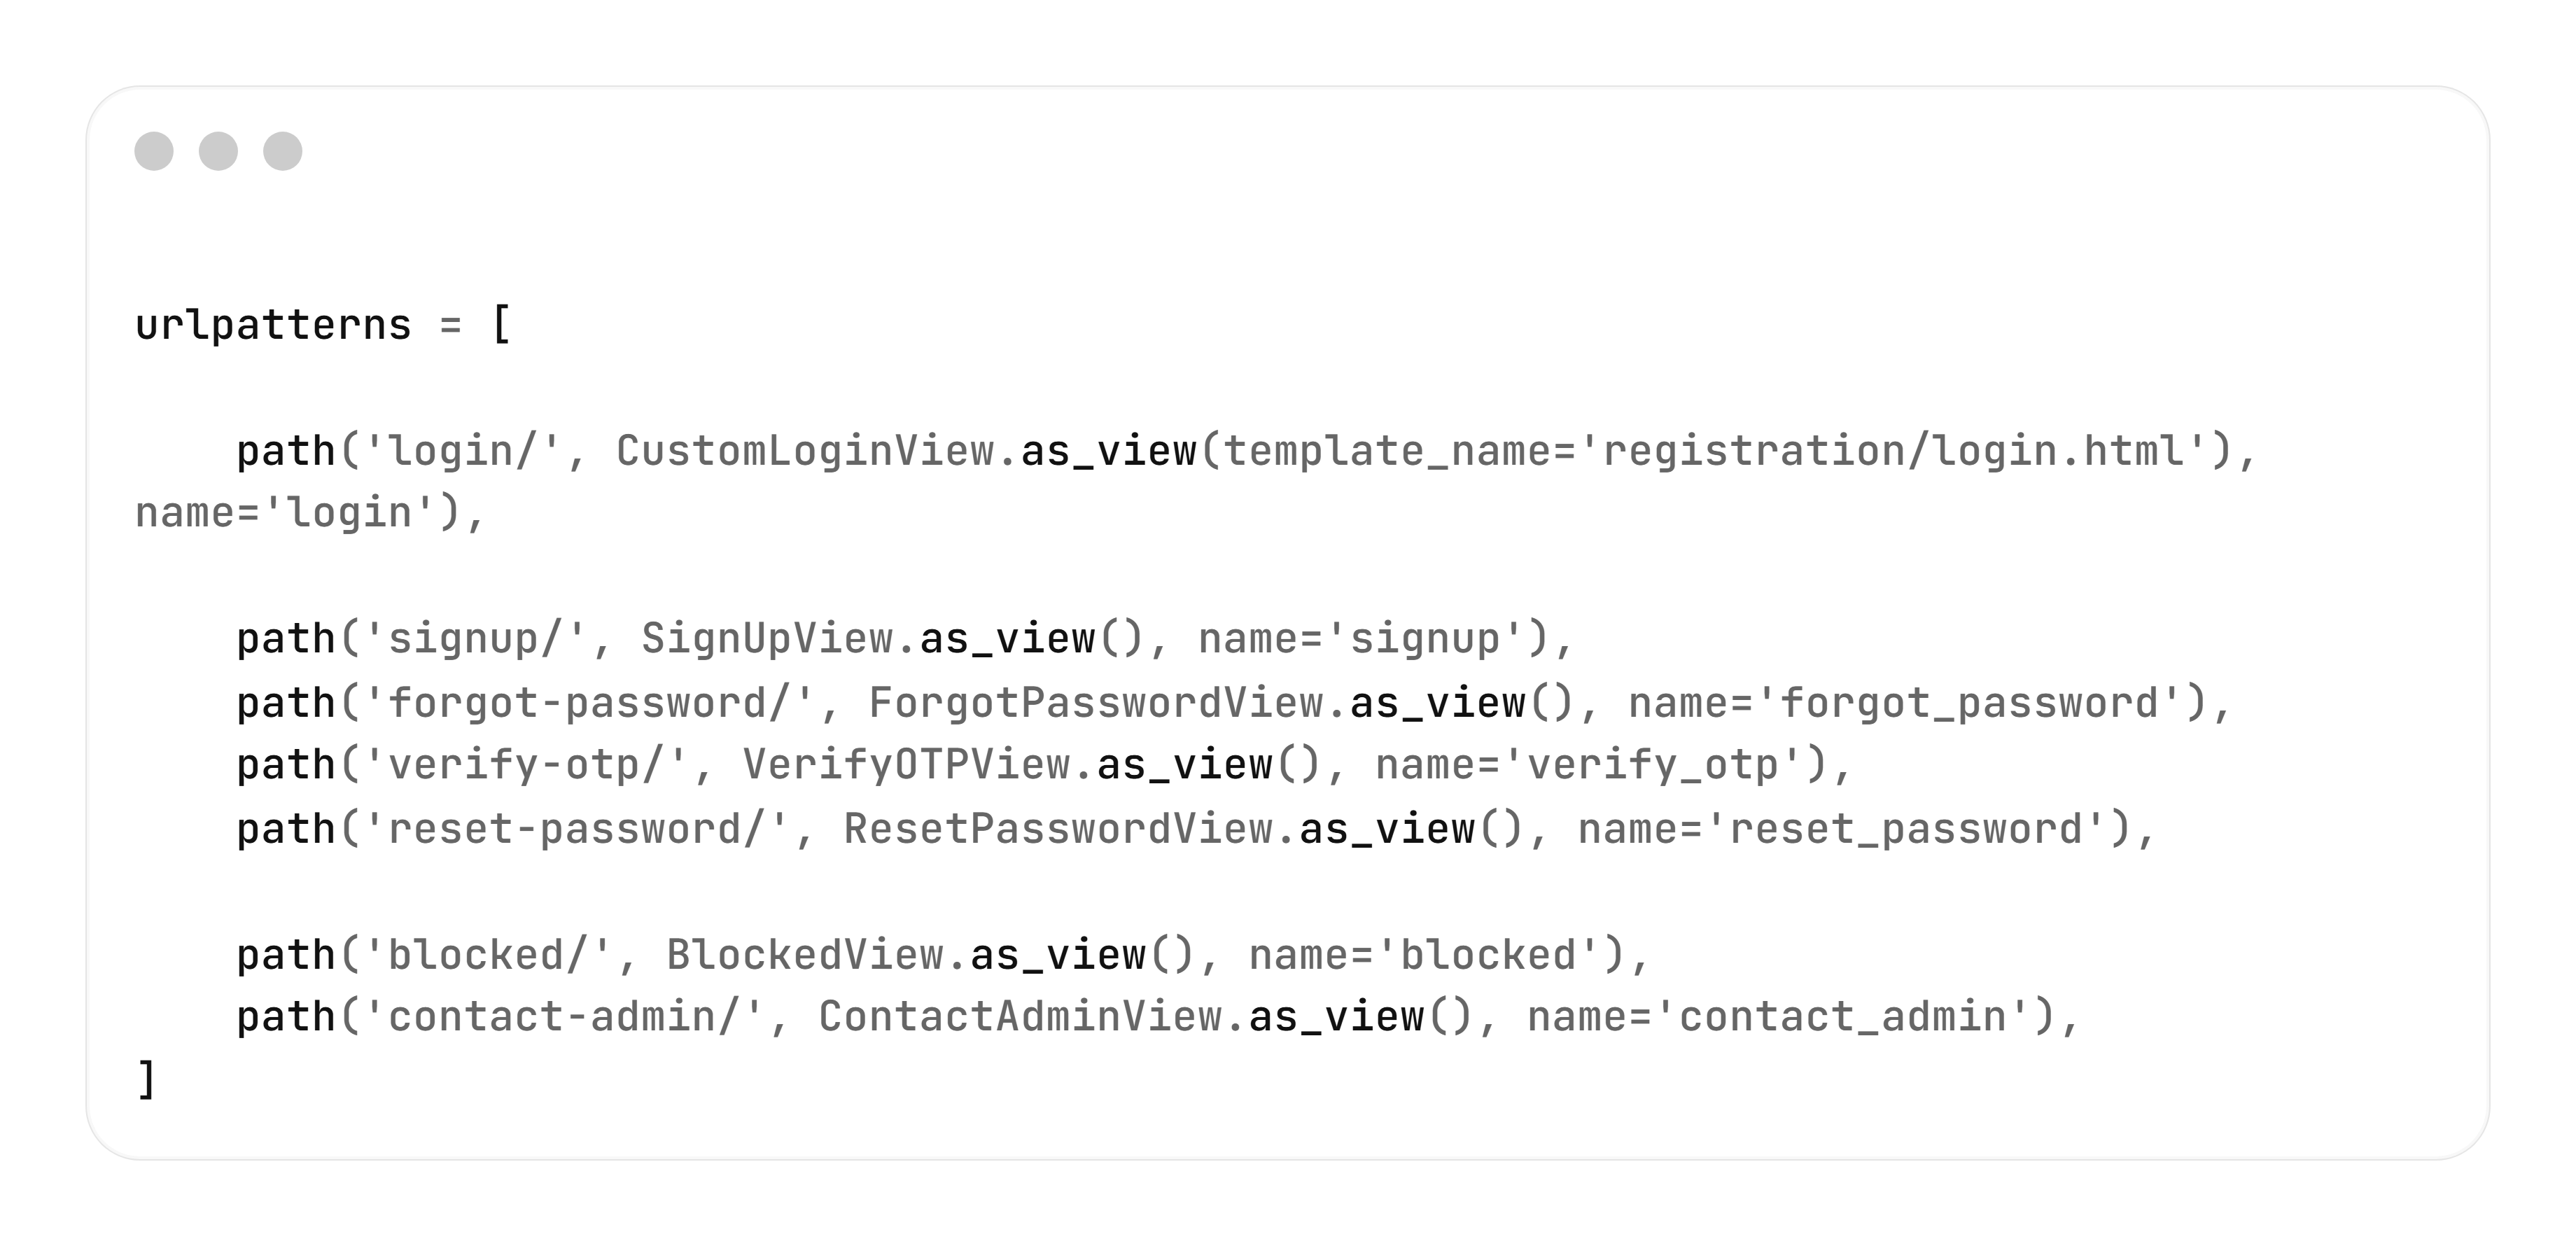 urlpatterns = [
    path('login/', CustomLoginView.as_view(template_name='registration/login.html'),
name='login'),
    path('signup/', SignUpView.as_view(), name='signup'),
    path('forgot-password/', ForgotPasswordView.as_view(), name='forgot_password'),
    path('verify-otp/', VerifyOTPView.as_view(), name='verify_otp'),
    path('reset-password/', ResetPasswordView.as_view(), name='reset_password'),
    path('blocked/', BlockedView.as_view(), name='blocked'),
    path('contact-admin/', ContactAdminView.as_view(), name='contact_admin'),
]